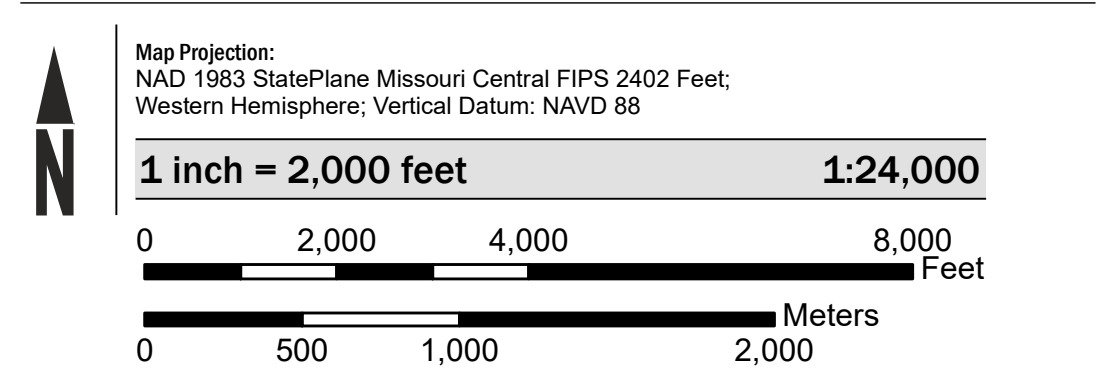 N
Map Projection:
NAD 1983 StatePlane Missouri Central FIPS 2402 Feet;
Western Hemisphere; Vertical Datum: NAVD 88
1 inch = 2,000 feet 1:24,000
0 2,000 4,000 8,000
Feet
Meters
0 500 1,000 2,000